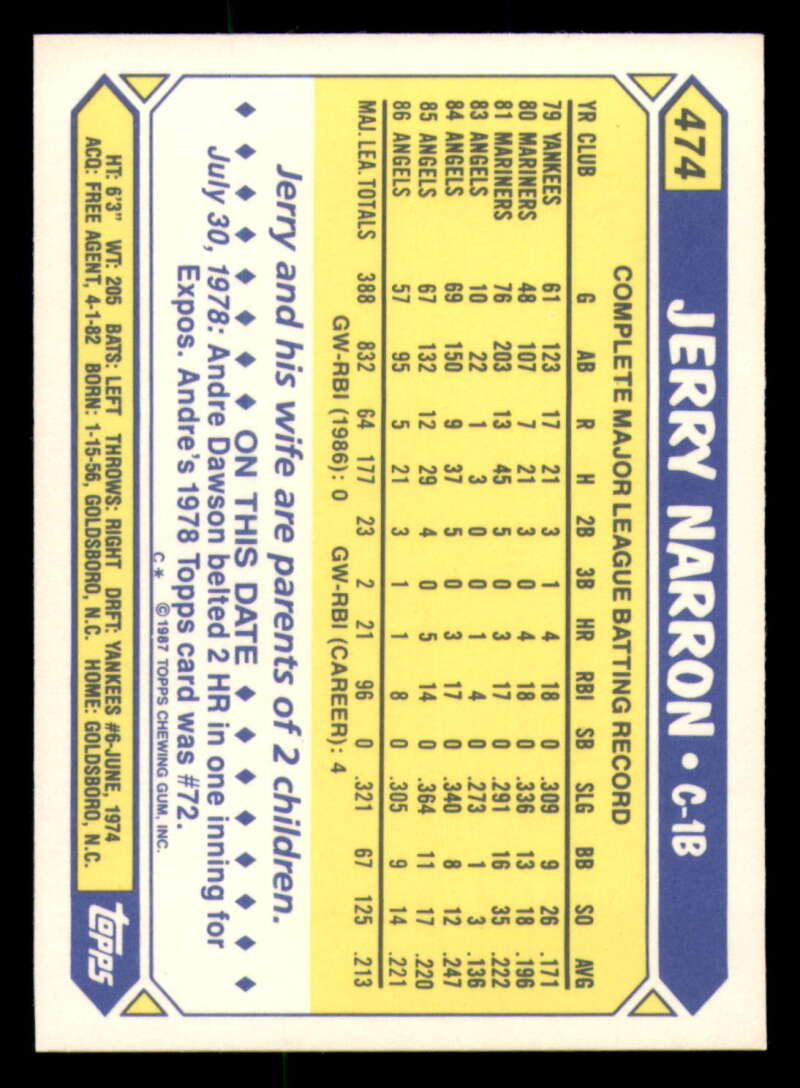 474
JERRY NARRON • C-1B
COMPLETE MAJOR LEAGUE BATTING RECORD
YR CLUB G AB R H 2B 3B HR RBI SB SLG BB SO AVG
79 YANKEES 61 123 17 21 3 1 4 18 0 .309 9 26 .171
80 MARINERS 48 107 7 21 3 0 4 18 0 .336 13 18 .196
81 MARINERS 76 203 13 45 5 0 3 17 0 .291 16 35 .222
83 ANGELS 10 22 1 3 0 0 1 4 0 .273 1 3 .136
84 ANGELS 69 150 9 37 5 0 3 17 0 .340 8 12 .247
85 ANGELS 67 132 12 29 4 0 5 14 0 .364 11 17 .220
86 ANGELS 57 95 5 21 3 1 1 8 0 .305 9 14 .221
MAJ. LEA. TOTALS 388 832 64 177 23 2 21 96 0 .321 67 125 .213
GW-RBI (1986): 0 GW-RBI (CAREER): 4
Jerry and his wife are parents of 2 children.
♦ ♦ ♦ ♦ ♦ ♦ ♦ ON THIS DATE ♦ ♦ ♦ ♦ ♦ ♦ ♦
July 30, 1978: Andre Dawson belted 2 HR in one inning for
Expos. Andre's 1978 Topps card was #72.
C * ©1987 TOPPS CHEWING GUM, INC.
HT: 6'3" WT: 205 BATS: LEFT THROWS: RIGHT DRFT: YANKEES #6-JUNE, 1974
ACQ: FREE AGENT, 4-1-82 BORN: 1-15-56, GOLDSBORO, N.C. HOME: GOLDSBORO, N.C.
TOPPS